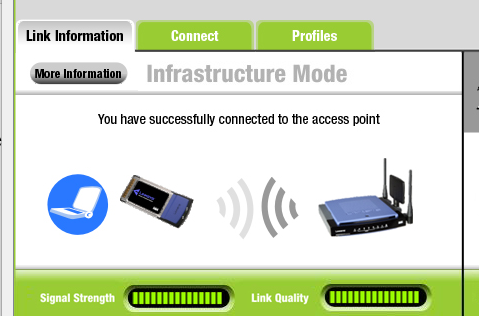 Link Information
Connect
Profiles
More Information
Infrastructure Mode
You have successfully connected to the access point
Signal Strength
Link Quality